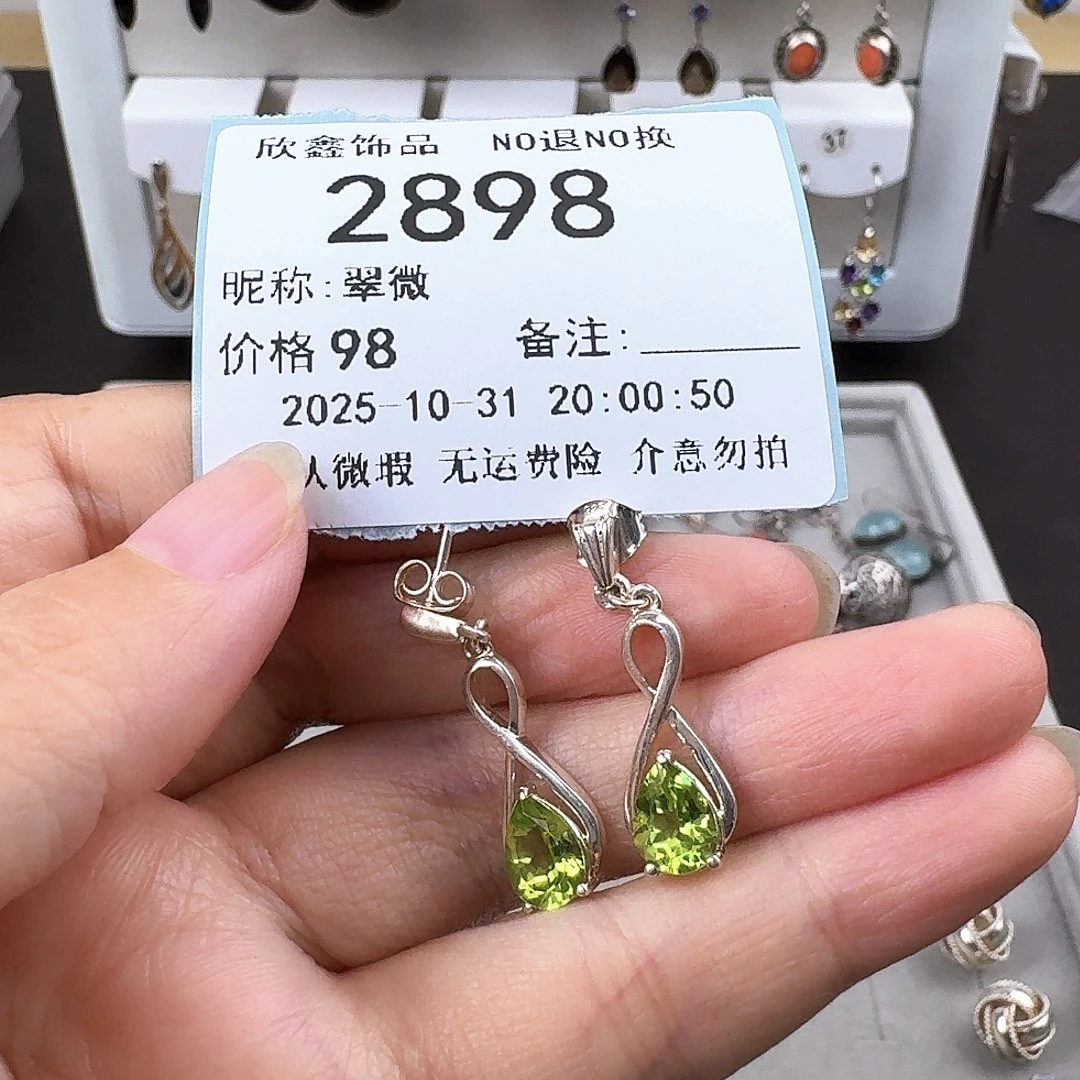 欣鑫饰品 NO退NO换
2898
昵称:翠微
价格 98 备注:
2025-10-31 20:00:50
微瑕 无运费险 介意勿拍